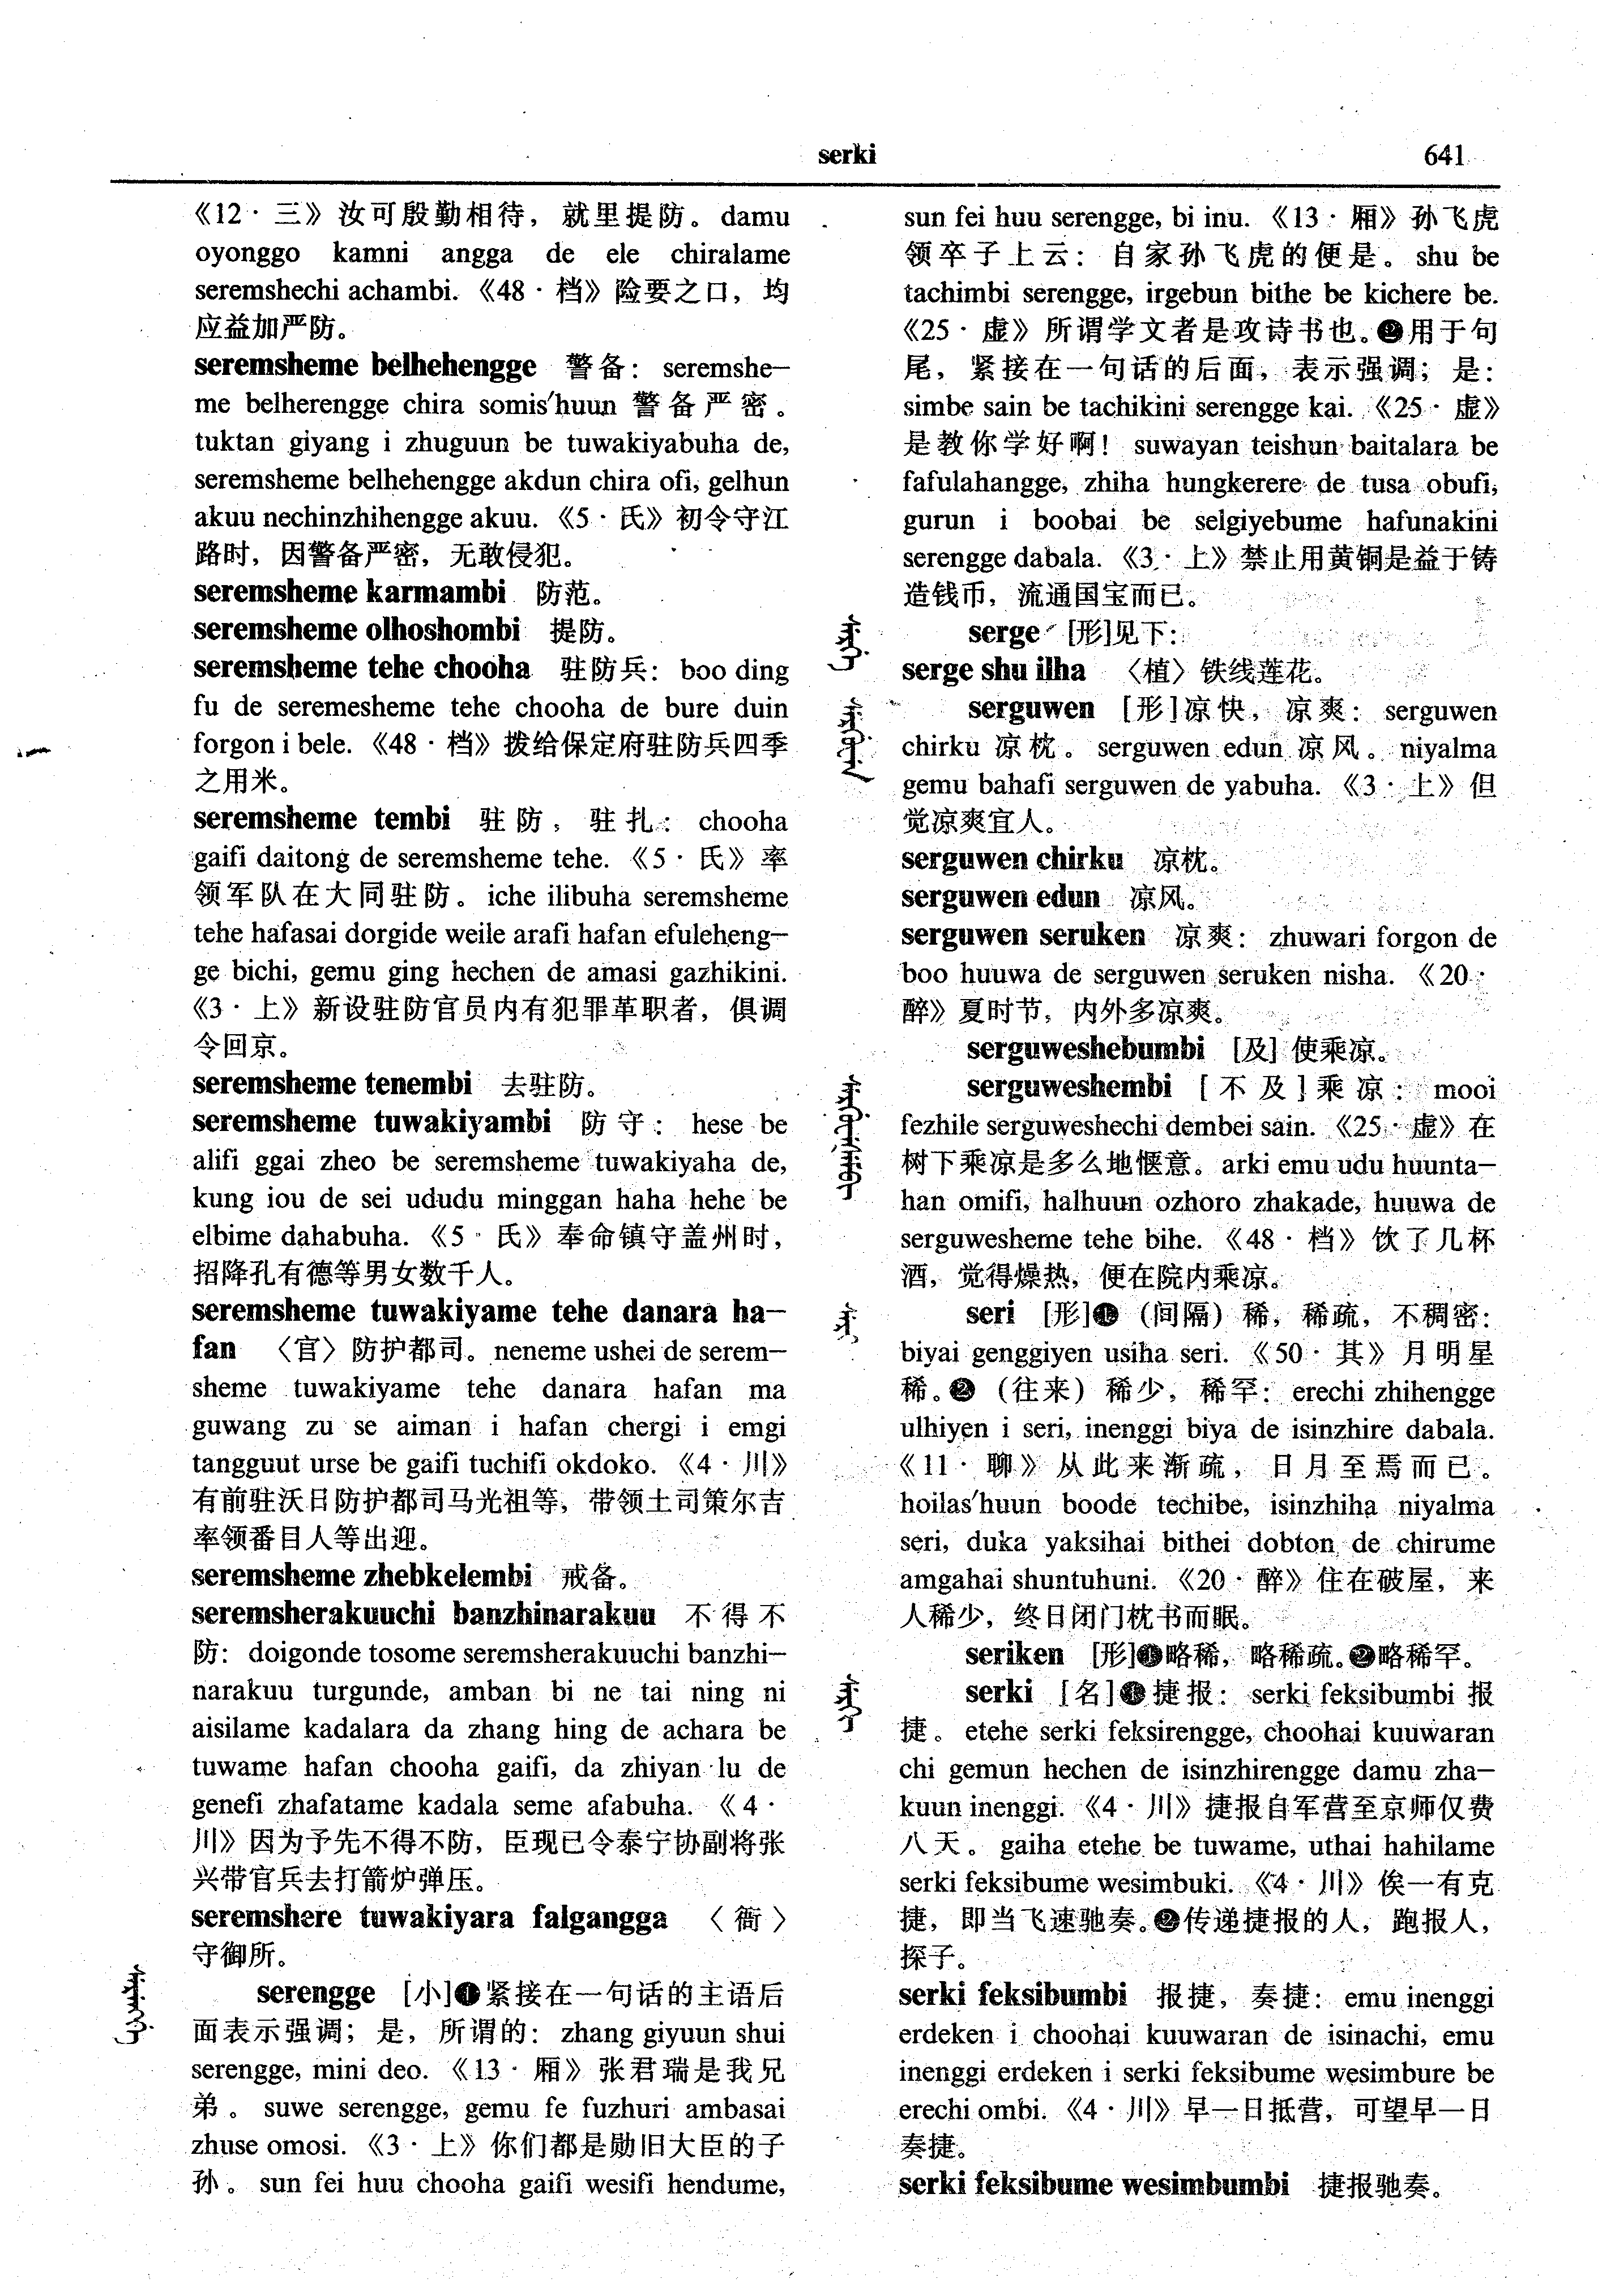 serki
641
《12·三》汝可殷勤相待，就里提防。damu
oyonggo kamni angga de ele chiralame
seremshechi achambi.《48·档》险要之口，均
应益加严防。
seremsheme belhehengge 警备：seremshe—
me belherengge chira somis'huun 警备严密。
tuktan giyang i zhuguun be tuwakiyabuha de,
seremsheme belhehengge akdun chira ofi, gelhun
akuu nechinzhihengge akuu.《5·氏》初令守江
路时，因警备严密，无敢侵犯。
seremsheme karmambi 防范。
seremsheme olhoshombi 提防。
seremsheme tehe chooha 驻防兵：boo ding
fu de seremesheme tehe chooha de bure duin
forgon i bele.《48·档》拨给保定府驻防兵四季
之用米。
seremsheme tembi 驻防，驻扎：chooha
gaifi daitong de seremsheme tehe.《5·氏》率
领军队在大同驻防。iche ilibuha seremsheme
tehe hafasai dorgide weile arafi hafan efuleheng—
ge bichi, gemu ging hechen de amasi gazhikini.
《3·上》新设驻防官员内有犯罪革职者，俱调
令回京。
seremsheme tenembi 去驻防。
seremsheme tuwakiyambi 防守：hese be
alifi ggai zheo be seremsheme tuwakiyaha de,
kung iou de sei ududu minggan haha hehe be
elbime dahabuha.《5·氏》奉命镇守盖州时，
招降孔有德等男女数千人。
seremsheme tuwakiyame tehe danara ha—
fan 〈官〉防护都司。neneme ushei de serem—
sheme tuwakiyame tehe danara hafan ma
guwang zu se aiman i hafan chergi i emgi
tangguut urse be gaifi tuchifi okdoko.《4·川》
有前驻沃日防护都司马光祖等，带领土司策尔吉
率领番目人等出迎。
seremsheme zhebkelembi 戒备。
seremsherakuuchi banzhinarakuu 不得不
防：doigonde tosome seremsherakuuchi banzhi—
narakuu turgunde, amban bi ne tai ning ni
aisilame kadalara da zhang hing de achara be
tuwame hafan chooha gaifi, da zhiyan lu de
genefi zhafatame kadala seme afabuha.《4·
川》因为予先不得不防，臣现已令泰宁协副将张
兴带官兵去打箭炉弹压。
seremshere tuwakiyara falgangga 〈衙〉
守御所。
serengge [小]❶紧接在一句话的主语后
面表示强调；是，所谓的：zhang giyuun shui
serengge, mini deo.《13·厢》张君瑞是我兄
弟。suwe serengge, gemu fe fuzhuri ambasai
zhuse omosi.《3·上》你们都是勋旧大臣的子
孙。sun fei huu chooha gaifi wesifi hendume,
sun fei huu serengge, bi inu.《13·厢》孙飞虎
领卒子上云：自家孙飞虎的便是。shu be
tachimbi serengge, irgebun bithe be kichere be.
《25·虚》所谓学文者是攻诗书也。❷用于句
尾，紧接在一句话的后面，表示强调；是：
simbe sain be tachikini serengge kai.《25·虚》
是教你学好啊！suwayan teishun baitalara be
fafulahangge, zhiha hungkerere de tusa obufi,
gurun i boobai be selgiyebume hafunakini
serengge dabala.《3·上》禁止用黄铜是益于铸
造钱币，流通国宝而已。
serge [形]见下：
serge shu ilha 〈植〉铁线莲花。
serguwen [形]凉快，凉爽：serguwen
chirku 凉枕。serguwen edun 凉风。niyalma
gemu bahafi serguwen de yabuha.《3·上》但
觉凉爽宜人。
serguwen chirku 凉枕。
serguwen edun 凉风。
serguwen seruken 凉爽：zhuwari forgon de
boo huuwa de serguwen seruken nisha.《20·
醉》夏时节，内外多凉爽。
serguweshebumbi [及] 使乘凉。
serguweshembi [不及]乘凉：mooi
fezhile serguweshechi dembei sain.《25·虚》在
树下乘凉是多么地惬意。arki emu udu huunta—
han omifi, halhuun ozhoro zhakade, huuwa de
serguwesheme tehe bihe.《48·档》饮了几杯
酒，觉得燥热，便在院内乘凉。
seri [形]❶（间隔）稀，稀疏，不稠密：
biyai genggiyen usiha seri.《50·其》月明星
稀。❷（往来）稀少，稀罕：erechi zhihengge
ulhiyen i seri, inenggi biya de isinzhire dabala.
《11·聊》从此来渐疏，日月至焉而已。
hoilas'huun boode techibe, isinzhiha niyalma
seri, duka yaksihai bithei dobton de chirume
amgahai shuntuhuni.《20·醉》住在破屋，来
人稀少，终日闭门枕书而眠。
seriken [形]❶略稀，略稀疏。❷略稀罕。
serki [名]❶捷报：serki feksibumbi 报
捷。etehe serki feksirengge, choohai kuuwaran
chi gemun hechen de isinzhirengge damu zha—
kuun inenggi.《4·川》捷报自军营至京师仅费
八天。gaiha etehe be tuwame, uthai hahilame
serki feksibume wesimbuki.《4·川》俟一有克
捷，即当飞速驰奏。❷传递捷报的人，跑报人，
探子。
serki feksibumbi 报捷，奏捷：emu inenggi
erdeken i choohai kuuwaran de isinachi, emu
inenggi erdeken i serki feksibume wesimbure be
erechi ombi.《4·川》早一日抵营，可望早一日
奏捷。
serki feksibume wesimbumbi 捷报驰奏。